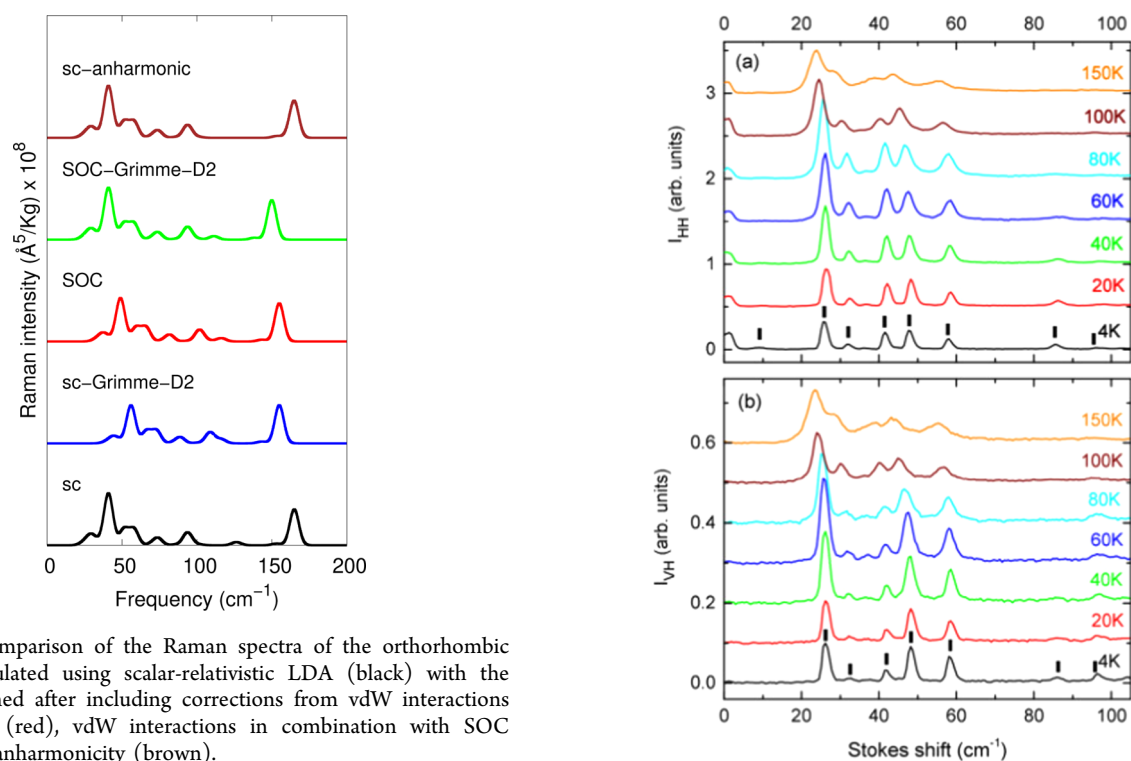 sc−anharmonic
SOC−Grimme−D2
SOC
sc−Grimme−D2
sc
Raman intensity (Å⁵/Kg) x 10⁸
0 50 100 150 200
Frequency (cm⁻¹)
omparison of the Raman spectra of the orthorhombic
ulated using scalar-relativistic LDA (black) with the
ned after including corrections from vdW interactions
(red), vdW interactions in combination with SOC
anharmonicity (brown).
0 20 40 60 80 100
(a)
150K
100K
80K
60K
40K
20K
4K
3
2
1
0
I_HH (arb. units)
(b)
150K
100K
80K
60K
40K
20K
4K
0.6
0.4
0.2
0.0
I_VH (arb. units)
0 20 40 60 80 100
Stokes shift (cm⁻¹)